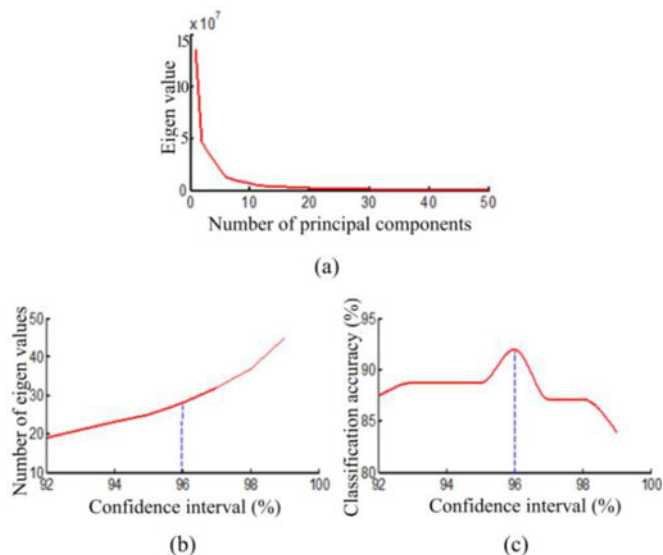 × 10^7
15
10
5
0
Eigen value
0 10 20 30 40 50
Number of principal components
(a)
50
40
30
20
10
Number of eigen values
92 94 96 98 100
Confidence interval (%)
(b)
95
90
85
80
Classification accuracy (%)
92 94 96 98 100
Confidence interval (%)
(c)